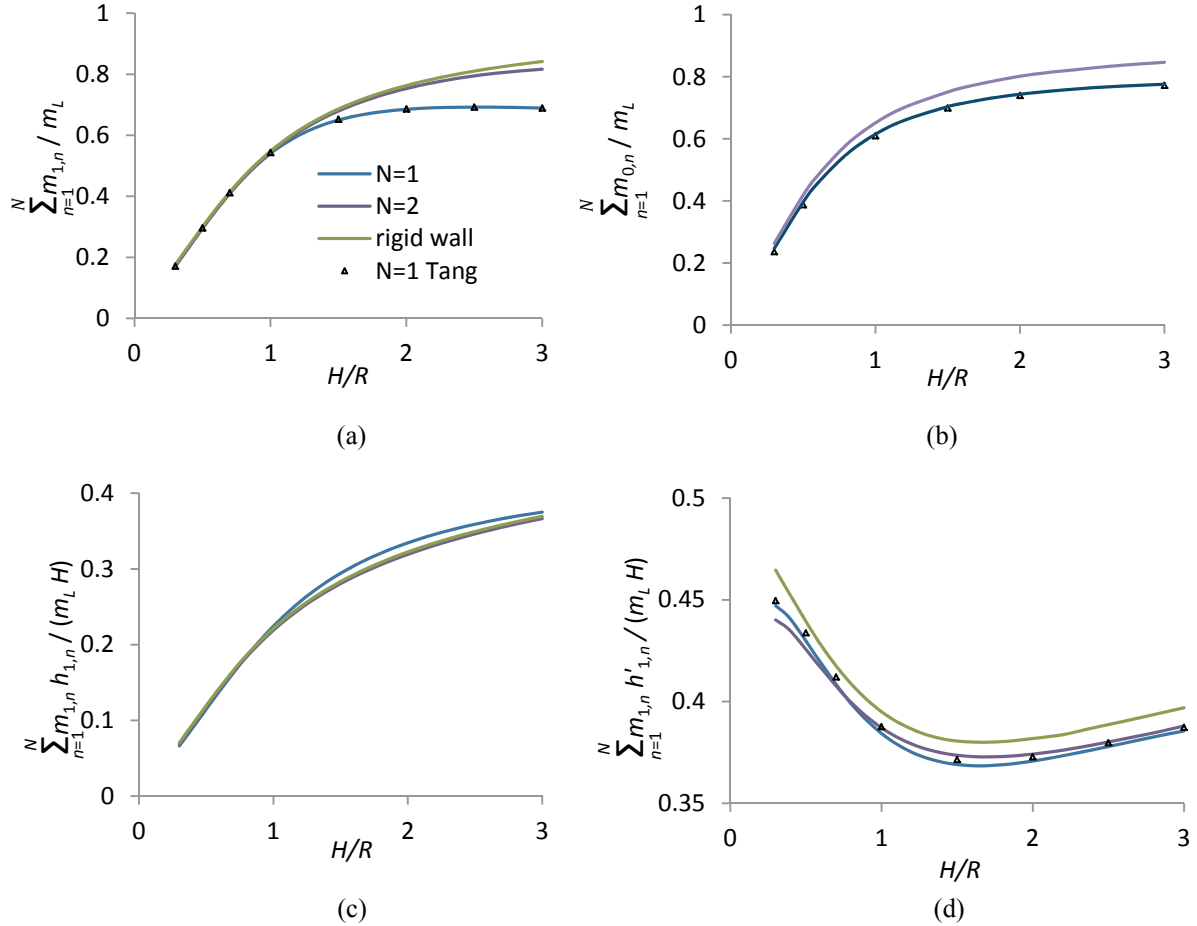 1
0.8
0.6
0.4
0.2
0
0
1
2
3
H/R
N
∑ m1,n / mL
n=1
N=1
N=2
rigid wall
N=1 Tang
(a)
1
0.8
0.6
0.4
0.2
0
0
1
2
3
H/R
N
∑ m0,n / mL
n=1
(b)
0.4
0.3
0.2
0.1
0
0
1
2
3
H/R
N
∑ m1,n h1,n / (mL H)
n=1
(c)
0.5
0.45
0.4
0.35
0
1
2
3
H/R
N
∑ m1,n h'1,n / (mL H)
n=1
(d)